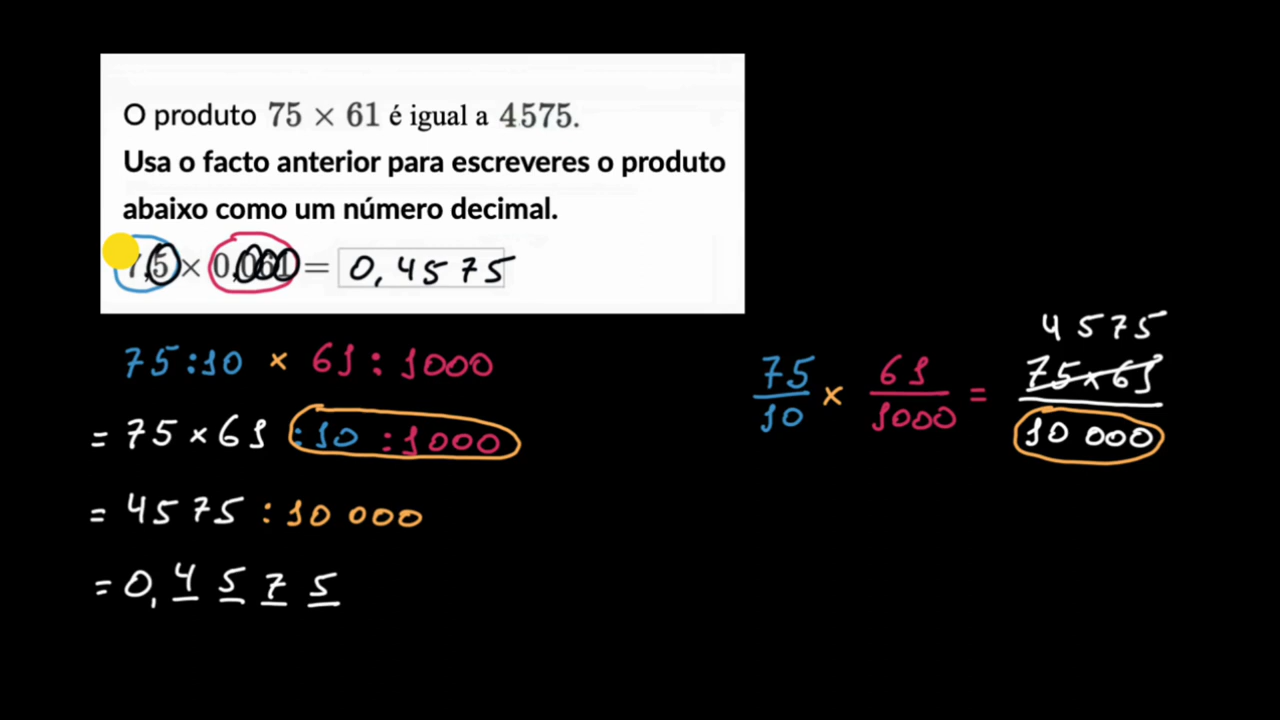 O produto 75 × 61 é igual a 4575.
Usa o facto anterior para escreveres o produto
abaixo como um número decimal.
7,5 × 0,061 = 0,4575
75:10 × 61:1000
= 75×61 :10 :1000
= 4575 :10 000
= 0,4575
75/10 × 61/1000 = 75×61/10 000
4575